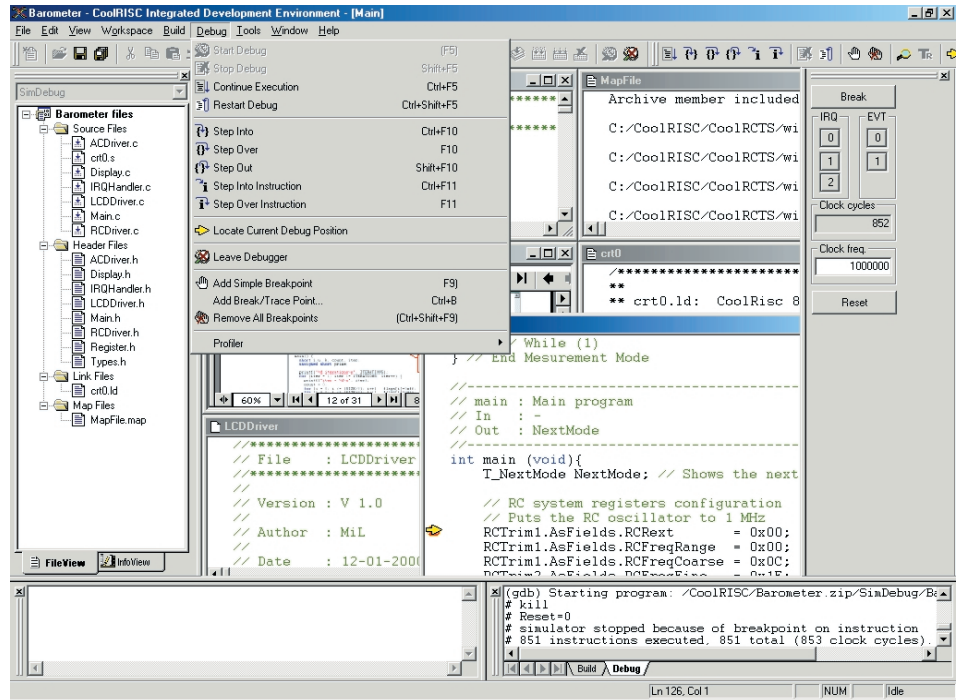 Barometer - CoolRISC Integrated Development Environment - [Main]
File Edit View Workspace Build Debug Tools Window Help
SimDebug
Barometer files
Source Files
ACDriver.c
crt0.s
Display.c
IRQHandler.c
LCDDriver.c
Main.c
RCDriver.c
Header Files
ACDriver.h
Display.h
IRQHandler.h
LCDDriver.h
Main.h
RCDriver.h
Register.h
Types.h
Link Files
crt0.ld
Map Files
MapFile.map
FileView InfoView
Start Debug (F5)
Stop Debug Shift+F5
Continue Execution Ctrl+F5
Restart Debug Ctrl+Shift+F5
Step Into Ctrl+F10
Step Over F10
Step Out Shift+F10
Step Into Instruction Ctrl+F11
Step Over Instruction F11
Locate Current Debug Position
Leave Debugger
Add Simple Breakpoint F9)
Add Break/Trace Point... Ctrl+B
Remove All Breakpoints (Ctrl+Shift+F9)
Profiler
60% 12 of 31 8
MapFile
Archive member included
C:/CoolRISC/CoolRCTS/wi
C:/CoolRISC/CoolRCTS/wi
C:/CoolRISC/CoolRCTS/wi
C:/CoolRISC/CoolRCTS/wi
crt0
/***********************
**
** crt0.ld: CoolRisc 8
LCDDriver
//*********************
// File : LCDDriver
//*********************
//
// Version : V 1.0
//
// Author : MiL
//
// Date : 12-01-200
While (1)
} // End Mesurement Mode
//-----------------------------------------
// main : Main program
// In : -
// Out : NextMode
//-----------------------------------------
int main (void){
T_NextMode NextMode; // Shows the next
// RC system registers configuration
// Puts the RC oscillator to 1 MHz
RCTrim1.AsFields.RCRext = 0x00;
RCTrim1.AsFields.RCFreqRange = 0x00;
RCTrim1.AsFields.RCFreqCoarse = 0x0C;
RCTrim2.AsFields.RCFreqFine = 0x1F;
Break
IRQ EVT
0 0
1 1
2
Clock cycles
852
Clock freq.
1000000
Reset
(gdb) Starting program: /CoolRISC/Barometer.zip/SimDebug/Ba
# kill
# Reset=0
# simulator stopped because of breakpoint on instruction
# 851 instructions executed, 851 total (853 clock cycles).
Build Debug
Ln 126, Col 1 NUM Idle